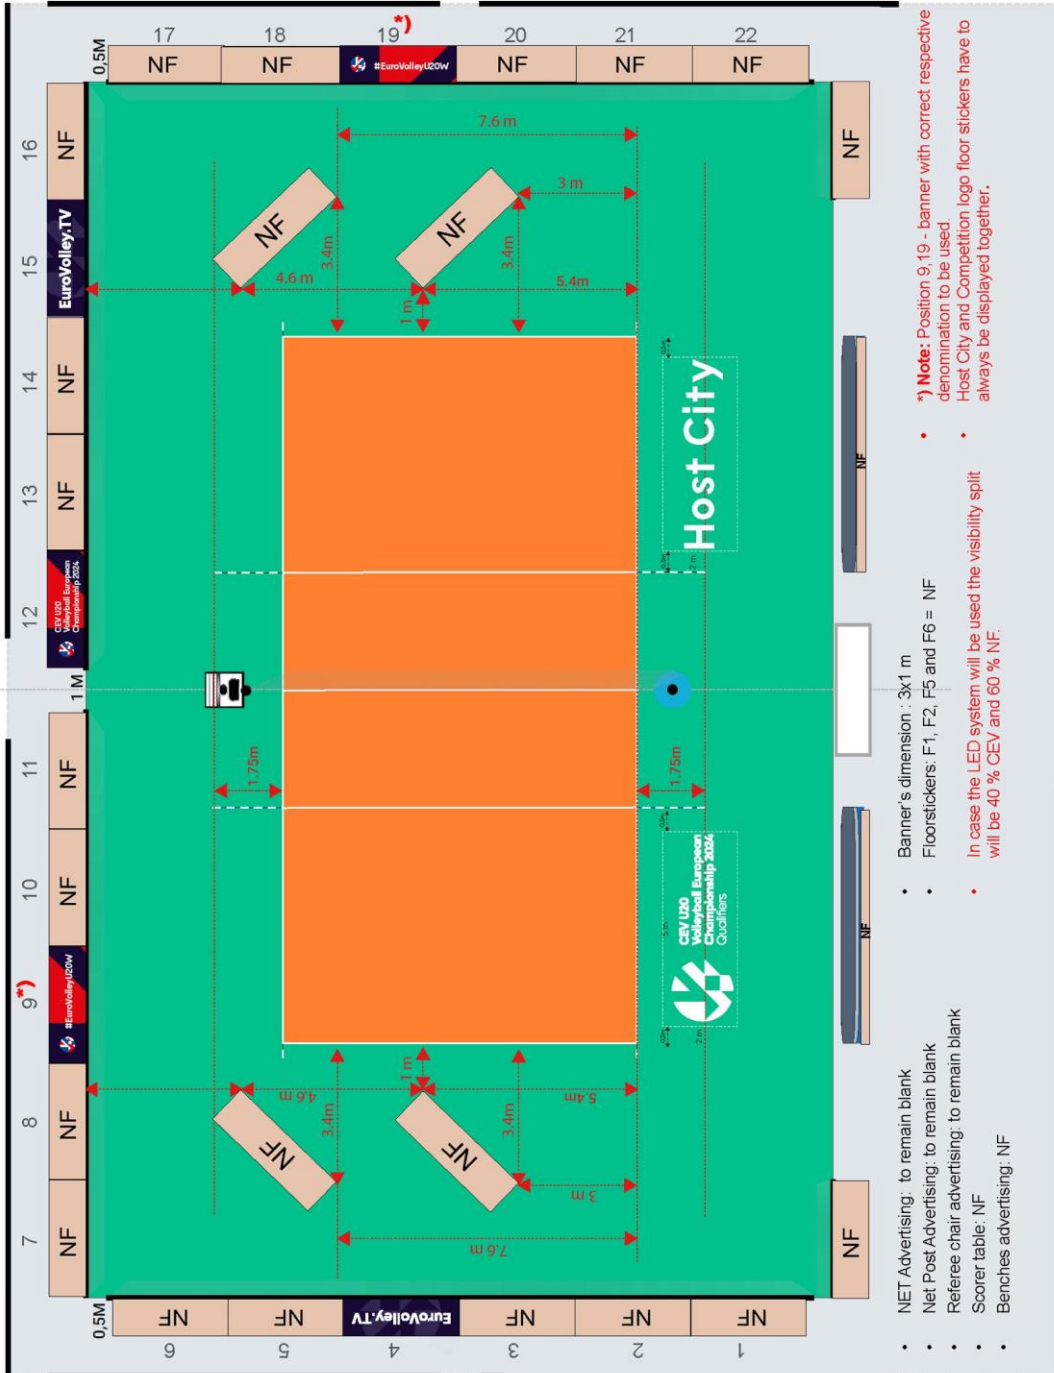 7
8
9*)
10
11
12
13
14
15
16
NF
NF
#EuroVolleyU20W
NF
NF
CEV U20
Volleyball European
Championship 2024
NF
NF
EuroVolley.TV
NF
0,5M
1 M
0,5M
6
5
4
3
2
1
NF
NF
EuroVolley.TV
NF
NF
NF
17
18
19*)
20
21
22
NF
NF
#EuroVolleyU20W
NF
NF
NF
NF
NF
NF
NF
4.6 m
3.4m
1 m
3.4m
5.4m
3 m
7.6 m
1.75m
1.75m
4.6 m
3.4m
1 m
3.4m
5.4m
3 m
7.6 m
CEV U20
Volleyball European
Championship 2024
Qualifiers
5 m
2 m
Host City
2 m
NF
NF
NF
NF
NET Advertising: to remain blank
Net Post Advertising: to remain blank
Referee chair advertising: to remain blank
Scorer table: NF
Benches advertising: NF
Banner's dimension : 3x1 m
Floorstickers: F1, F2, F5 and F6 = NF
In case the LED system will be used the visibility split
will be 40 % CEV and 60 % NF.
*) Note: Position 9,19 - banner with correct respective
denomination to be used.
Host City and Competition logo floor stickers have to
always be displayed together.